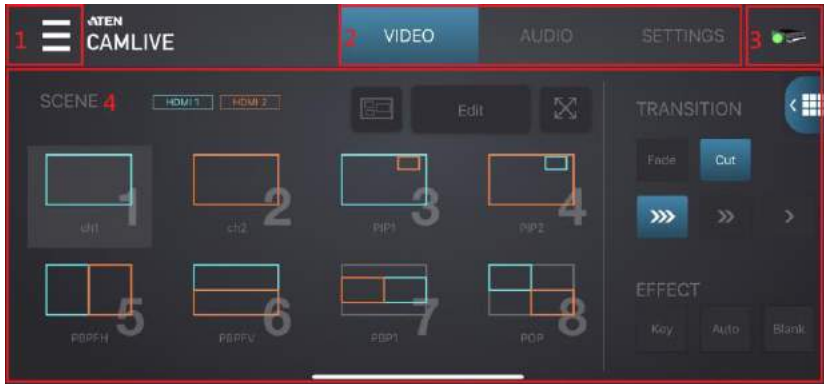 1 ATEN
CAMLIVE
2 VIDEO AUDIO SETTINGS 3
SCENE 4 HDMI 1 HDMI 2 Edit TRANSITION
Fade Cut
1 2 3 4
ch1 ch2 PIP1 PIP2
EFFECT
5 6 7 8
PBPFH PBPFV PBP1 POP
Key Auto Blank